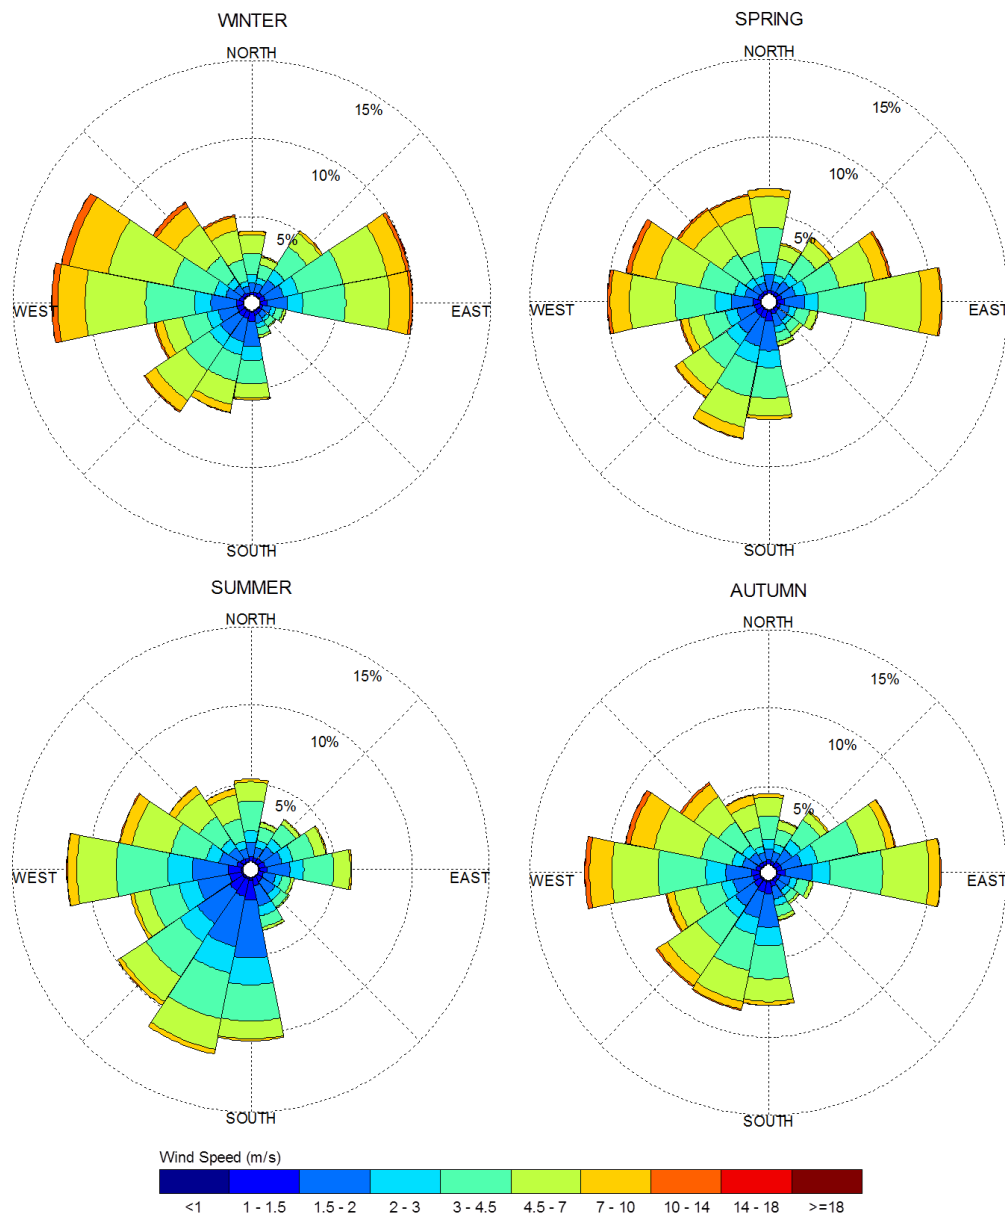 WINTER
SPRING
NORTH
NORTH
15%
15%
10%
10%
5%
5%
WEST
EAST
WEST
EAST
SOUTH
SOUTH
SUMMER
AUTUMN
NORTH
NORTH
15%
15%
10%
10%
5%
5%
WEST
EAST
WEST
EAST
SOUTH
SOUTH
Wind Speed (m/s)
<1 1 - 1.5 1.5 - 2 2 - 3 3 - 4.5 4.5 - 7 7 - 10 10 - 14 14 - 18 >=18